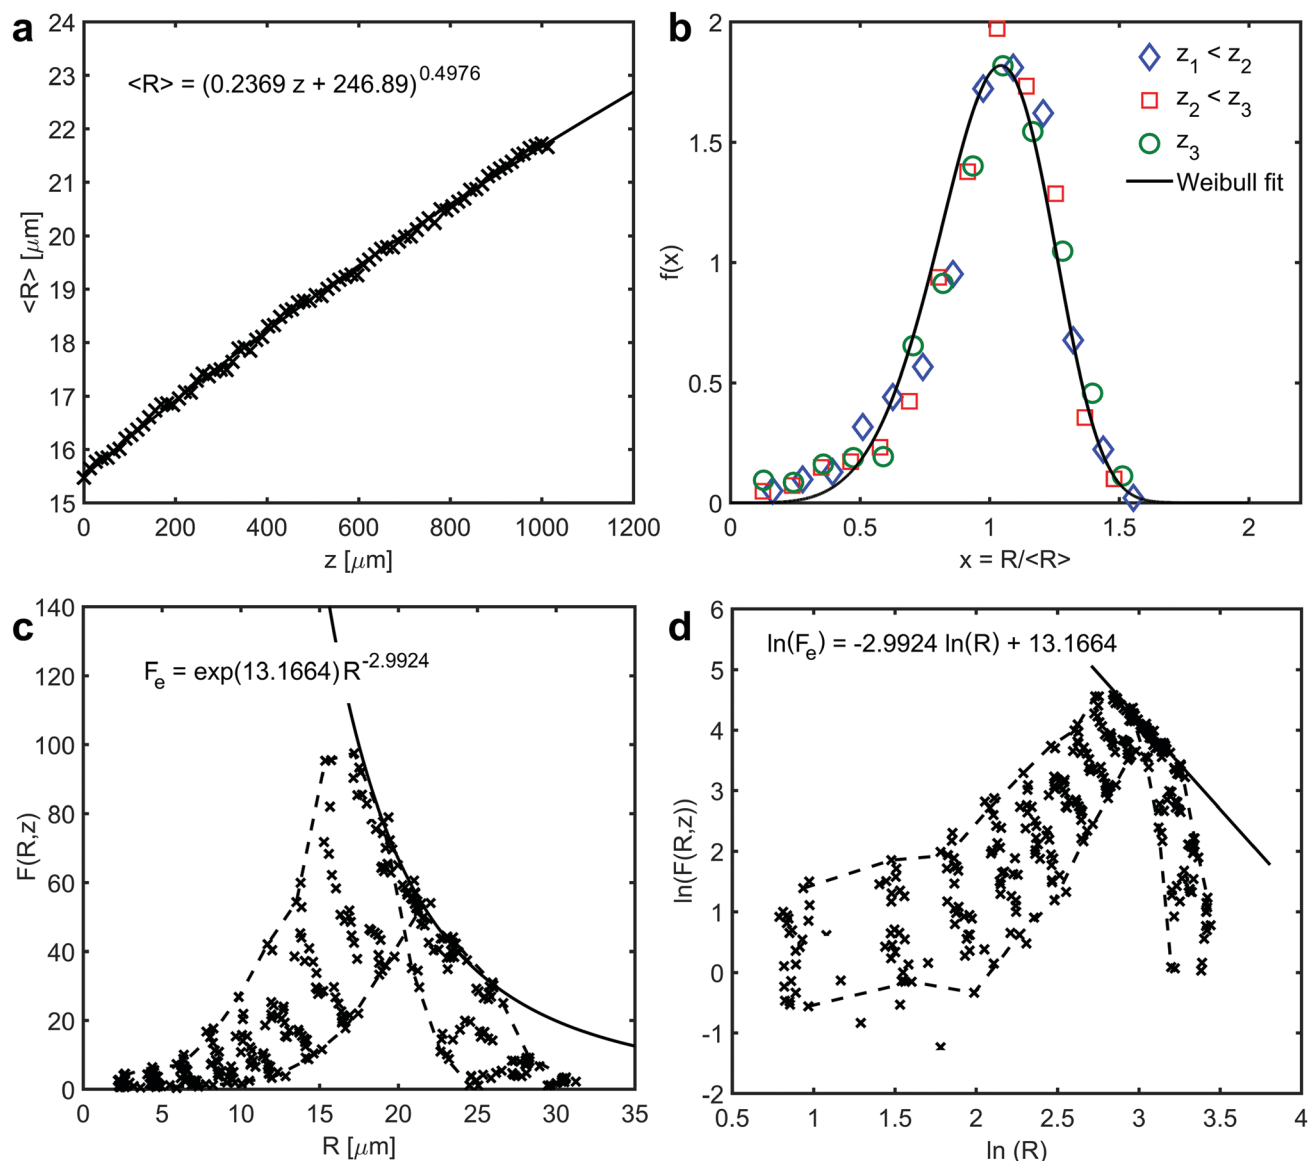 a
24
23
22
21
20
19
18
17
16
15
<R> = (0.2369 z + 246.89)^0.4976
<R> [μm]
0 200 400 600 800 1000 1200
z [μm]
b
2
1.5
1
0.5
0
z1 < z2
z2 < z3
z3
Weibull fit
f(x)
0 0.5 1 1.5 2
x = R/<R>
c
140
120
100
80
60
40
20
0
Fe = exp(13.1664) R^-2.9924
F(R,z)
0 5 10 15 20 25 30 35
R [μm]
d
6
5
4
3
2
1
0
-1
-2
ln(Fe) = -2.9924 ln(R) + 13.1664
ln(F(R,z))
0.5 1 1.5 2 2.5 3 3.5 4
ln (R)